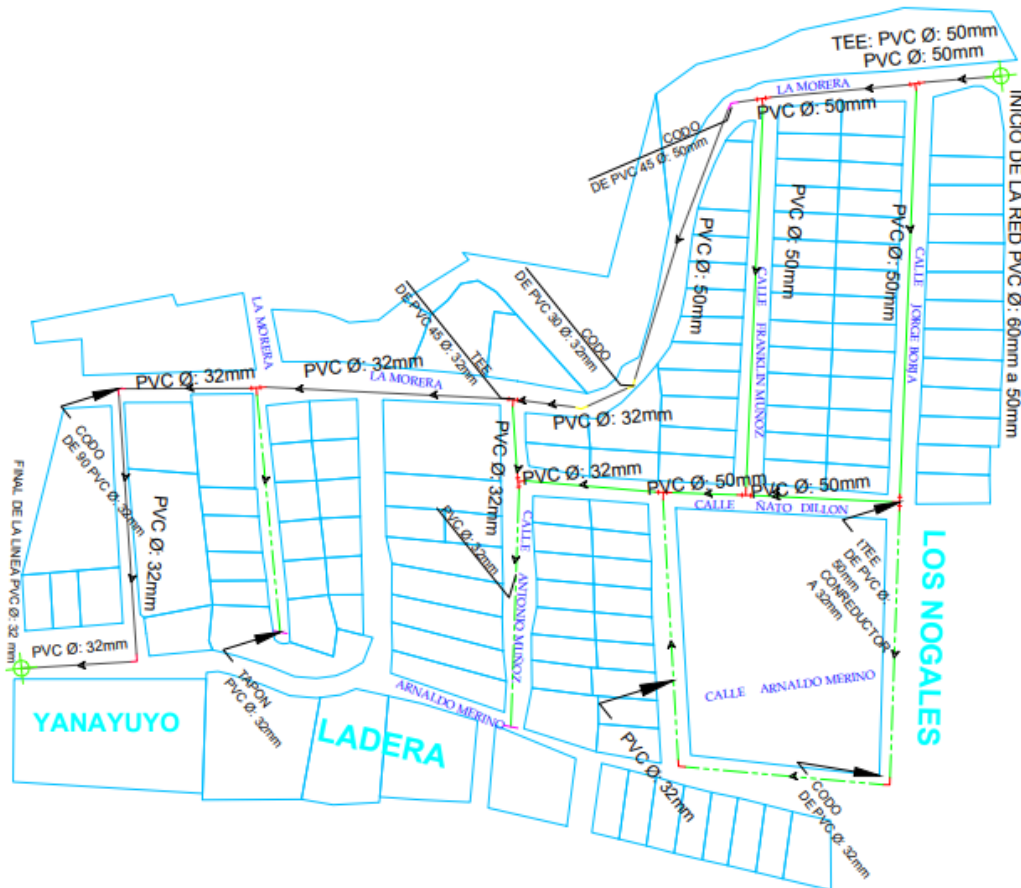 TEE: PVC Ø: 50mm
PVC Ø: 50mm
LA MORERA
PVC Ø: 50mm
INICIO DE LA RED PVC Ø: 60mm a 50mm
CODO
DE PVC 45 Ø: 50mm
PVC Ø: 50mm
PVC Ø: 50mm
PVC Ø: 50mm
CALLE FRANKLIN MUÑOZ
CALLE JORGE BORJA
LA MORERA
TEE
DE PVC 45 Ø: 32mm
CODO
DE PVC 30 Ø: 32mm
PVC Ø: 32mm
PVC Ø: 32mm
LA MORERA
PVC Ø: 32mm
CODO
DE 90 PVC Ø: 32mm
PVC Ø: 32mm
PVC Ø: 32mm
PVC Ø: 32mm
PVC Ø: 50mm
PVC Ø: 50mm
CALLE ÑATO DILLON
PVC Ø: 32mm
CALLE ANTONIO MUÑOZ
ITEE
DE PVC Ø:
50mm
CONREDUCTOR
A 32mm
LOS NOGALES
FINAL DE LA LINEA PVC Ø: 32 mm
PVC Ø: 32mm
TAPON
PVC Ø: 32mm
ARNALDO MERINO
CALLE ARNALDO MERINO
YANAYUYO
LADERA
PVC Ø: 32mm
CODO
DE PVC Ø: 32mm